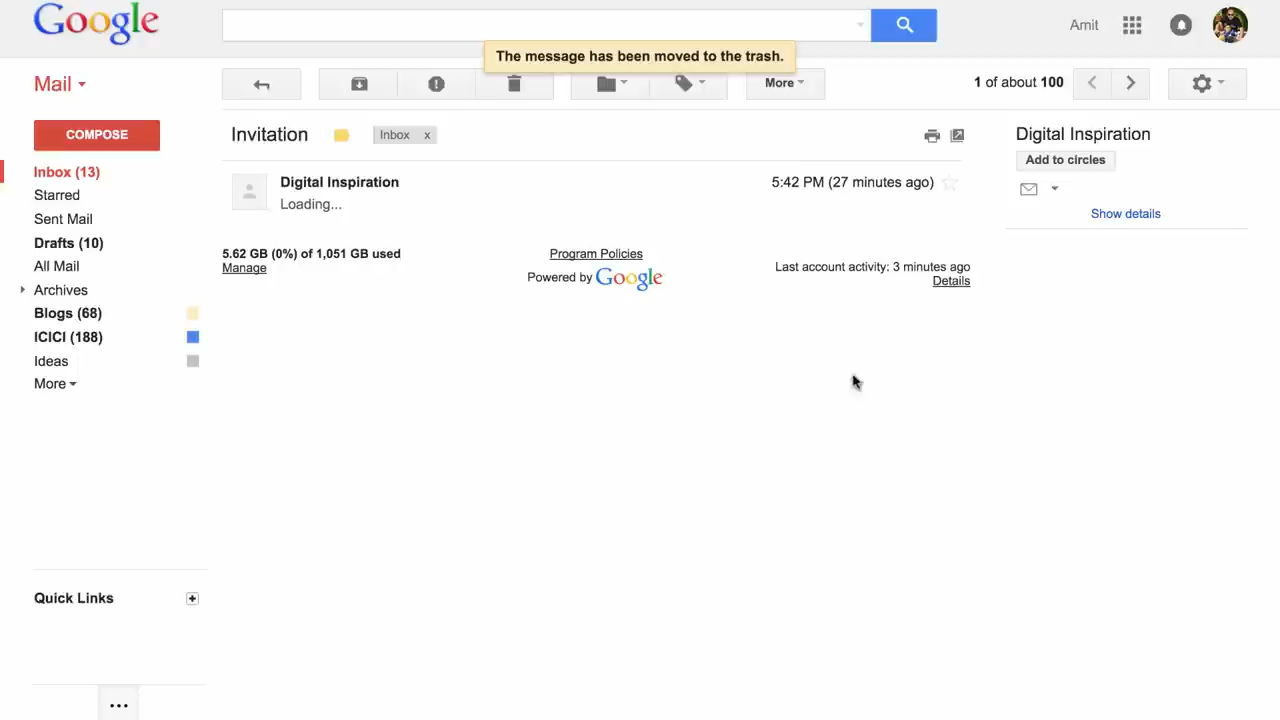 Google
Amit
The message has been moved to the trash.
Mail
More
1 of about 100
COMPOSE
Invitation
Inbox x
Digital Inspiration
Add to circles
Show details
Inbox (13)
Starred
Sent Mail
Drafts (10)
All Mail
Archives
Blogs (68)
ICICI (188)
Ideas
More
Digital Inspiration
5:42 PM (27 minutes ago)
Loading...
5.62 GB (0%) of 1,051 GB used
Manage
Program Policies
Powered by Google
Last account activity: 3 minutes ago
Details
Quick Links